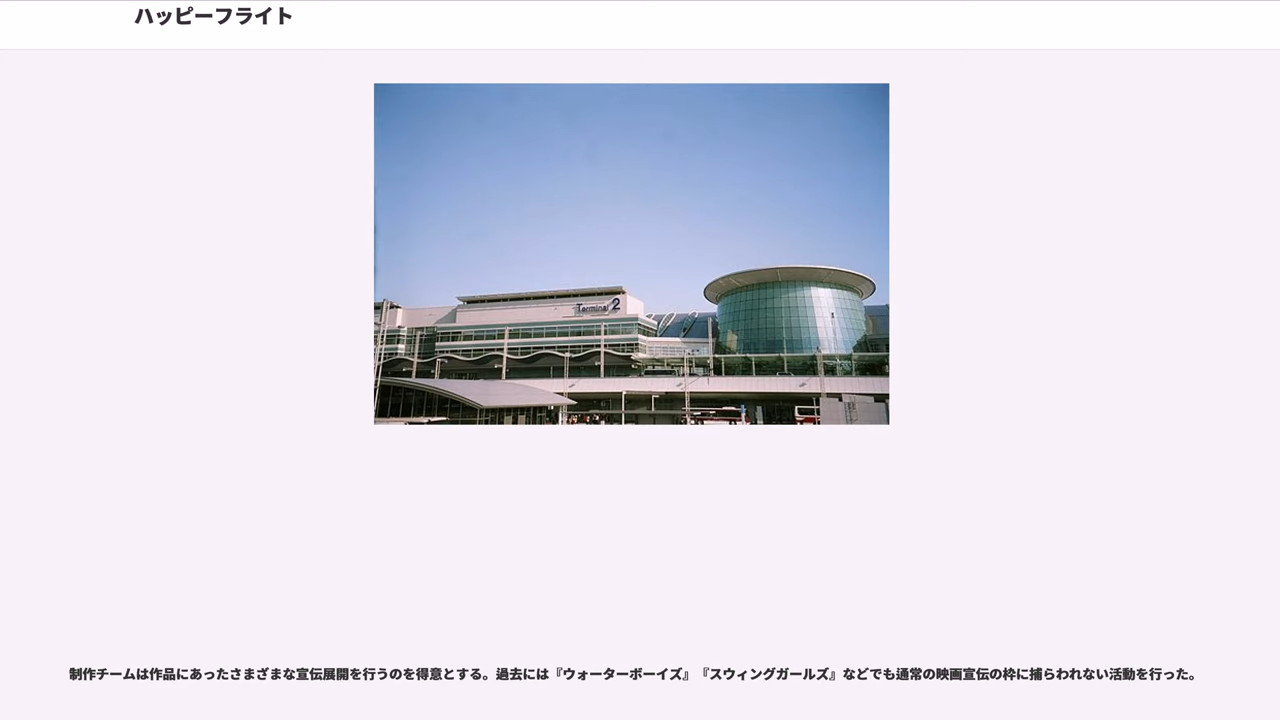 ハッピーフライト
Terminal 2
制作チームは作品にあったさまざまな宣伝展開を行うのを得意とする。過去には『ウォーターボーイズ』『スウィングガールズ』などでも通常の映画宣伝の枠に捕らわれない活動を行った。